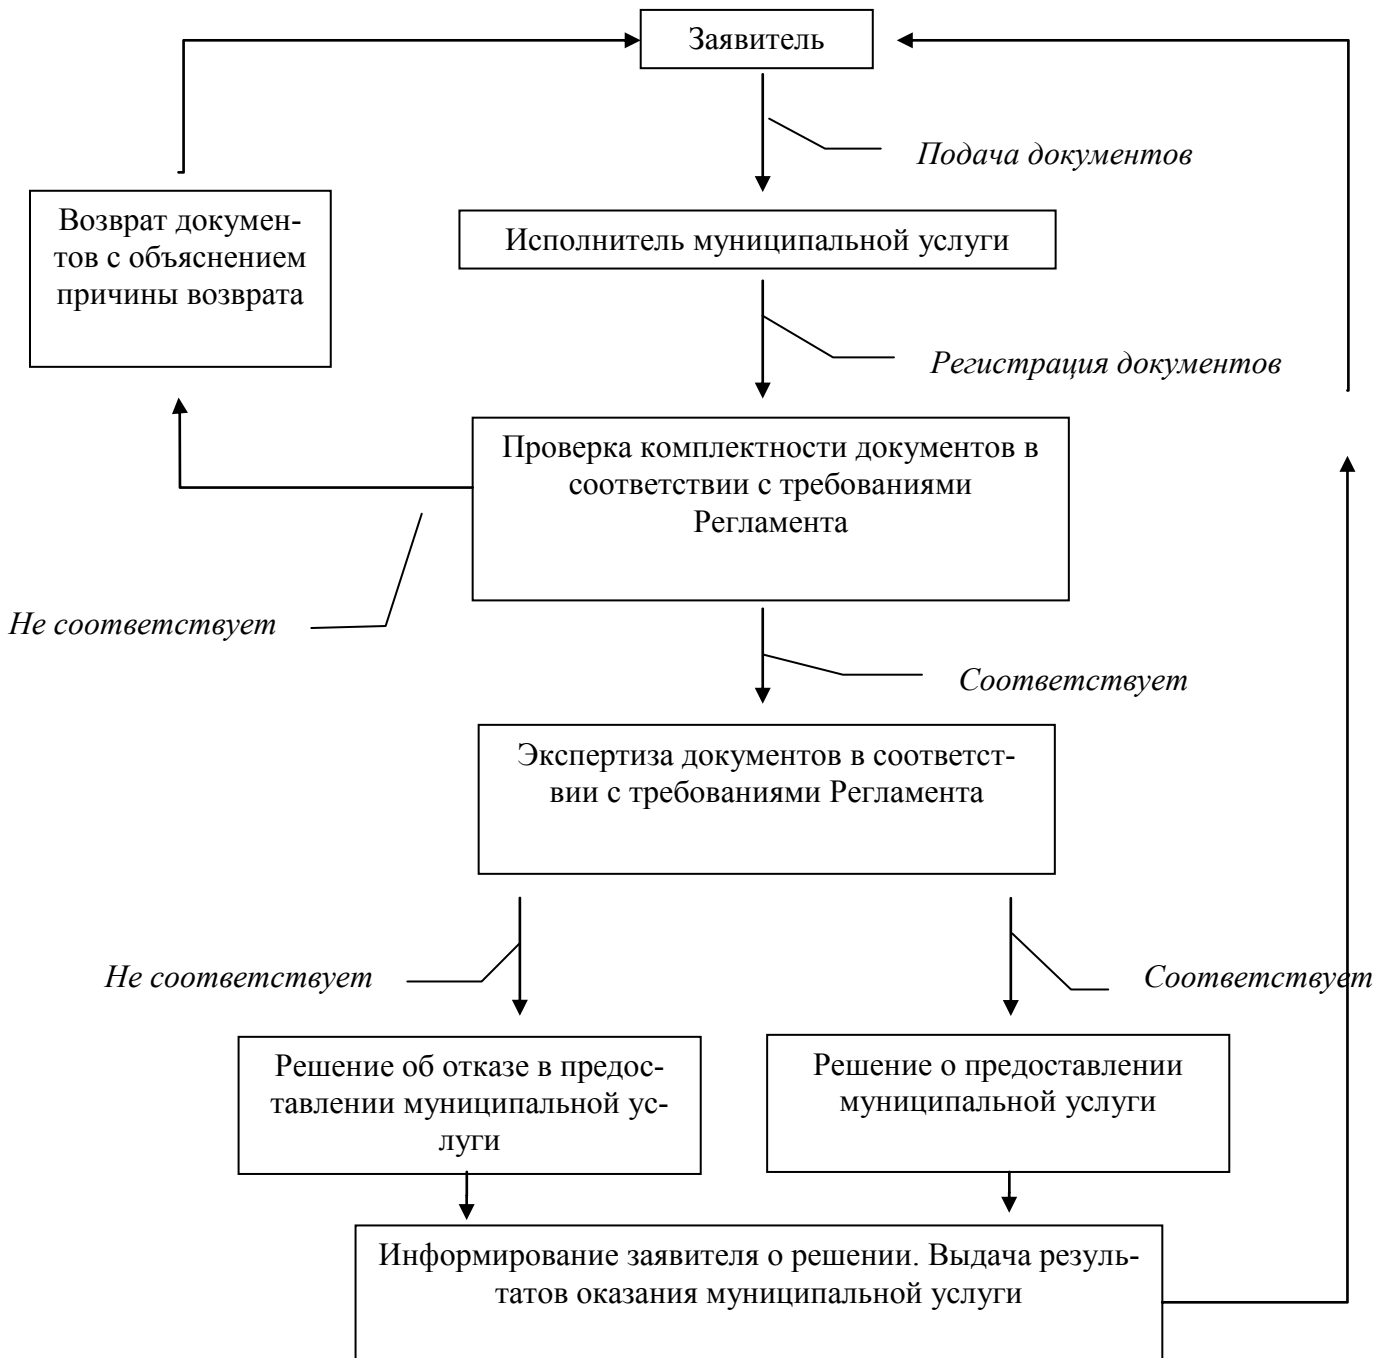 Заявитель
Подача документов
Возврат докумен-
тов с объяснением
причины возврата
Исполнитель муниципальной услуги
Регистрация документов
Проверка комплектности документов в
соответствии с требованиями
Регламента
Не соответствует
Соответствует
Экспертиза документов в соответст-
вии с требованиями Регламента
Не соответствует
Соответствует
Решение об отказе в предос-
тавлении муниципальной ус-
луги
Решение о предоставлении
муниципальной услуги
Информирование заявителя о решении. Выдача резуль-
татов оказания муниципальной услуги